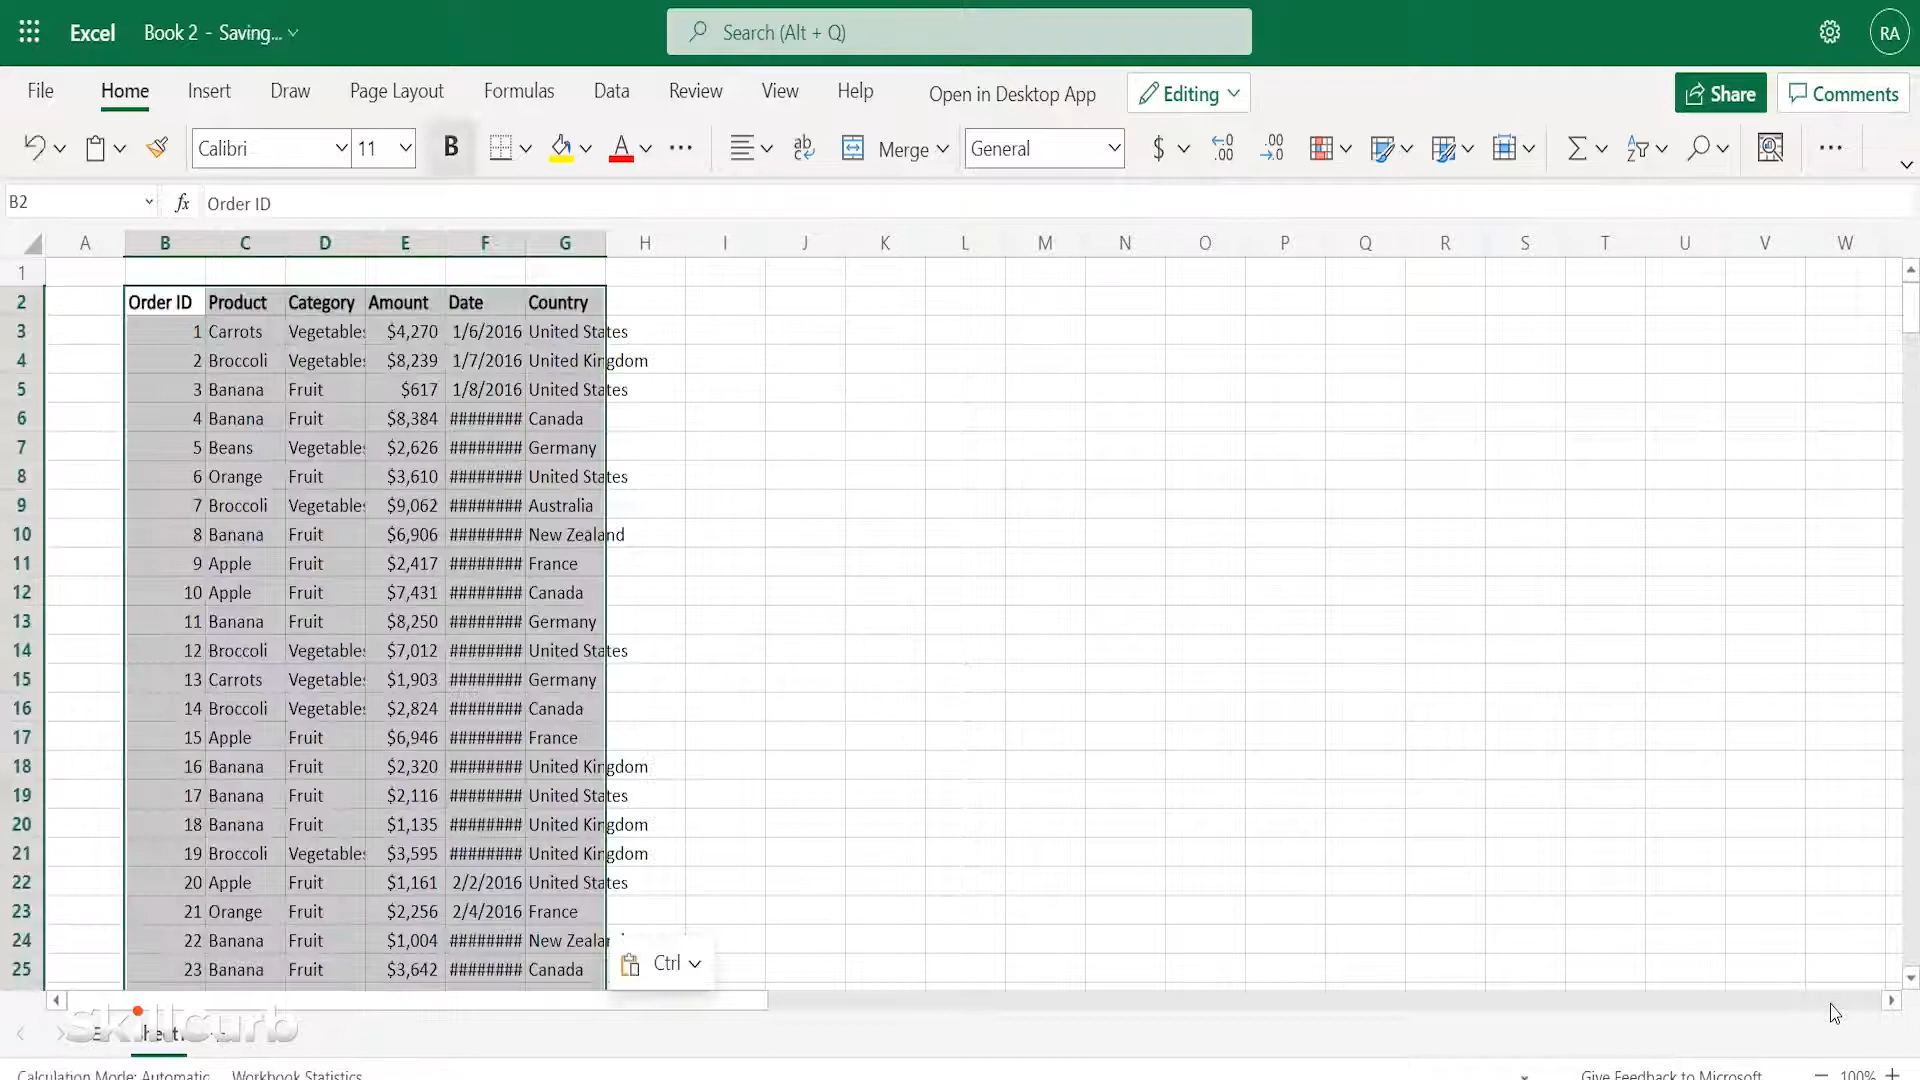 Excel Book 2 - Saving... Search (Alt + Q) RA
File Home Insert Draw Page Layout Formulas Data Review View Help Open in Desktop App Editing Share Comments
Calibri 11 B A ab Merge General $ .00 .00
B2 fx Order ID
A B C D E F G H I J K L M N O P Q R S T U V W
1
2 Order ID Product Category Amount Date Country
3 1 Carrots Vegetables $4,270 1/6/2016 United States
4 2 Broccoli Vegetables $8,239 1/7/2016 United Kingdom
5 3 Banana Fruit $617 1/8/2016 United States
6 4 Banana Fruit $8,384 ######## Canada
7 5 Beans Vegetables $2,626 ######## Germany
8 6 Orange Fruit $3,610 ######## United States
9 7 Broccoli Vegetables $9,062 ######## Australia
10 8 Banana Fruit $6,906 ######## New Zealand
11 9 Apple Fruit $2,417 ######## France
12 10 Apple Fruit $7,431 ######## Canada
13 11 Banana Fruit $8,250 ######## Germany
14 12 Broccoli Vegetables $7,012 ######## United States
15 13 Carrots Vegetables $1,903 ######## Germany
16 14 Broccoli Vegetables $2,824 ######## Canada
17 15 Apple Fruit $6,946 ######## France
18 16 Banana Fruit $2,320 ######## United Kingdom
19 17 Banana Fruit $2,116 ######## United States
20 18 Banana Fruit $1,135 ######## United Kingdom
21 19 Broccoli Vegetables $3,595 ######## United Kingdom
22 20 Apple Fruit $1,161 2/2/2016 United States
23 21 Orange Fruit $2,256 2/4/2016 France
24 22 Banana Fruit $1,004 ######## New Zealan
25 23 Banana Fruit $3,642 ######## Canada
Ctrl
skillcurb
Calculation Mode: Automatic Workbook Statistics Give Feedback to Microsoft 100%